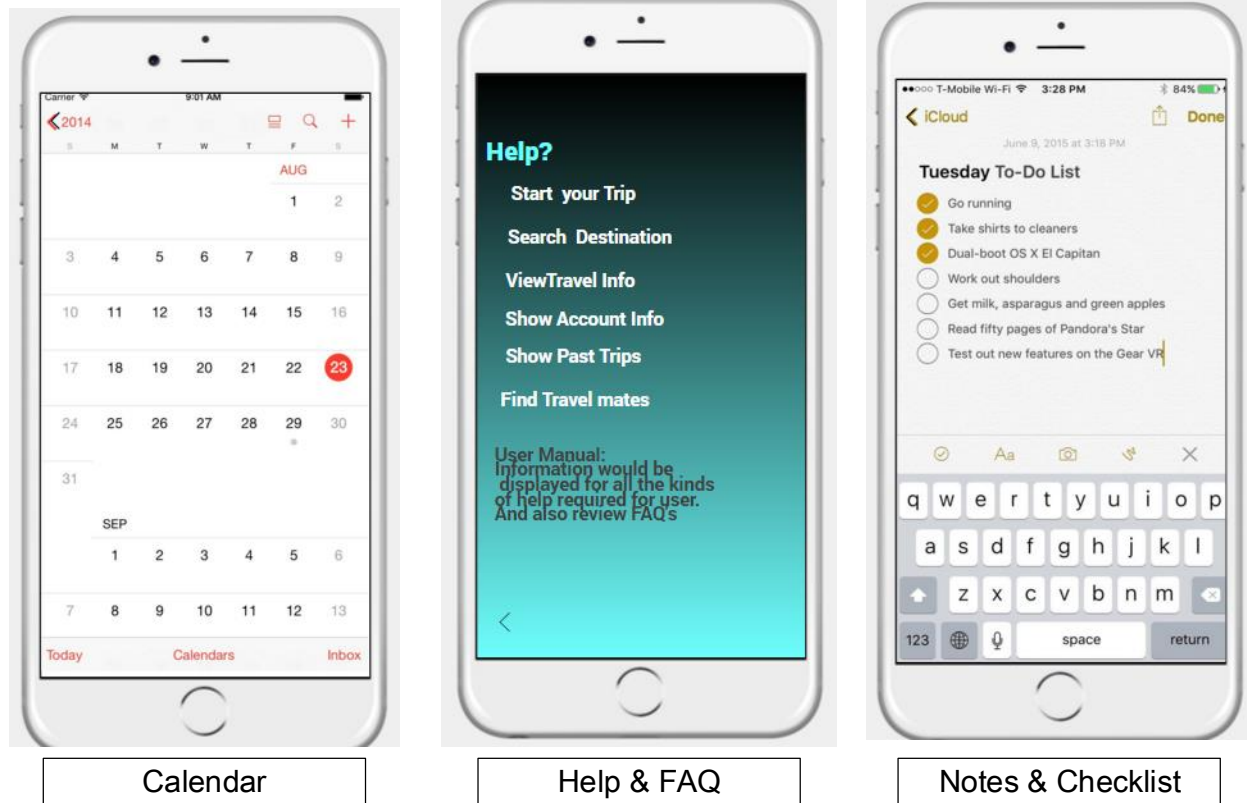 Carrier 9:01 AM
2014
S M T W T F S
AUG
1 2
3 4 5 6 7 8 9
10 11 12 13 14 15 16
17 18 19 20 21 22 23
24 25 26 27 28 29 30
31
SEP
1 2 3 4 5 6
7 8 9 10 11 12 13
Today Calendars Inbox
Calendar
Help?
Start your Trip
Search Destination
ViewTravel Info
Show Account Info
Show Past Trips
Find Travel mates
User Manual:
Information would be
displayed for all the kinds
of help required for user.
And also review FAQ's
Help & FAQ
T-Mobile Wi-Fi 3:28 PM 84%
iCloud Done
June 9, 2015 at 3:18 PM
Tuesday To-Do List
Go running
Take shirts to cleaners
Dual-boot OS X El Capitan
Work out shoulders
Get milk, asparagus and green apples
Read fifty pages of Pandora's Star
Test out new features on the Gear VR
Aa
q w e r t y u i o p
a s d f g h j k l
z x c v b n m
123 space return
Notes & Checklist